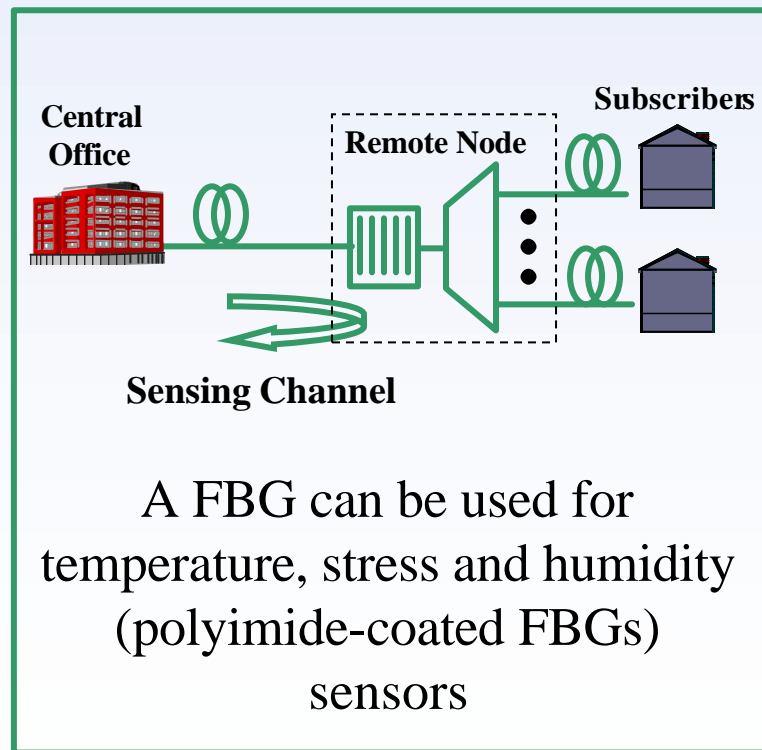 Central
Office
Remote Node
Subscribers
Sensing Channel
A FBG can be used for
temperature, stress and humidity
(polyimide-coated FBGs)
sensors